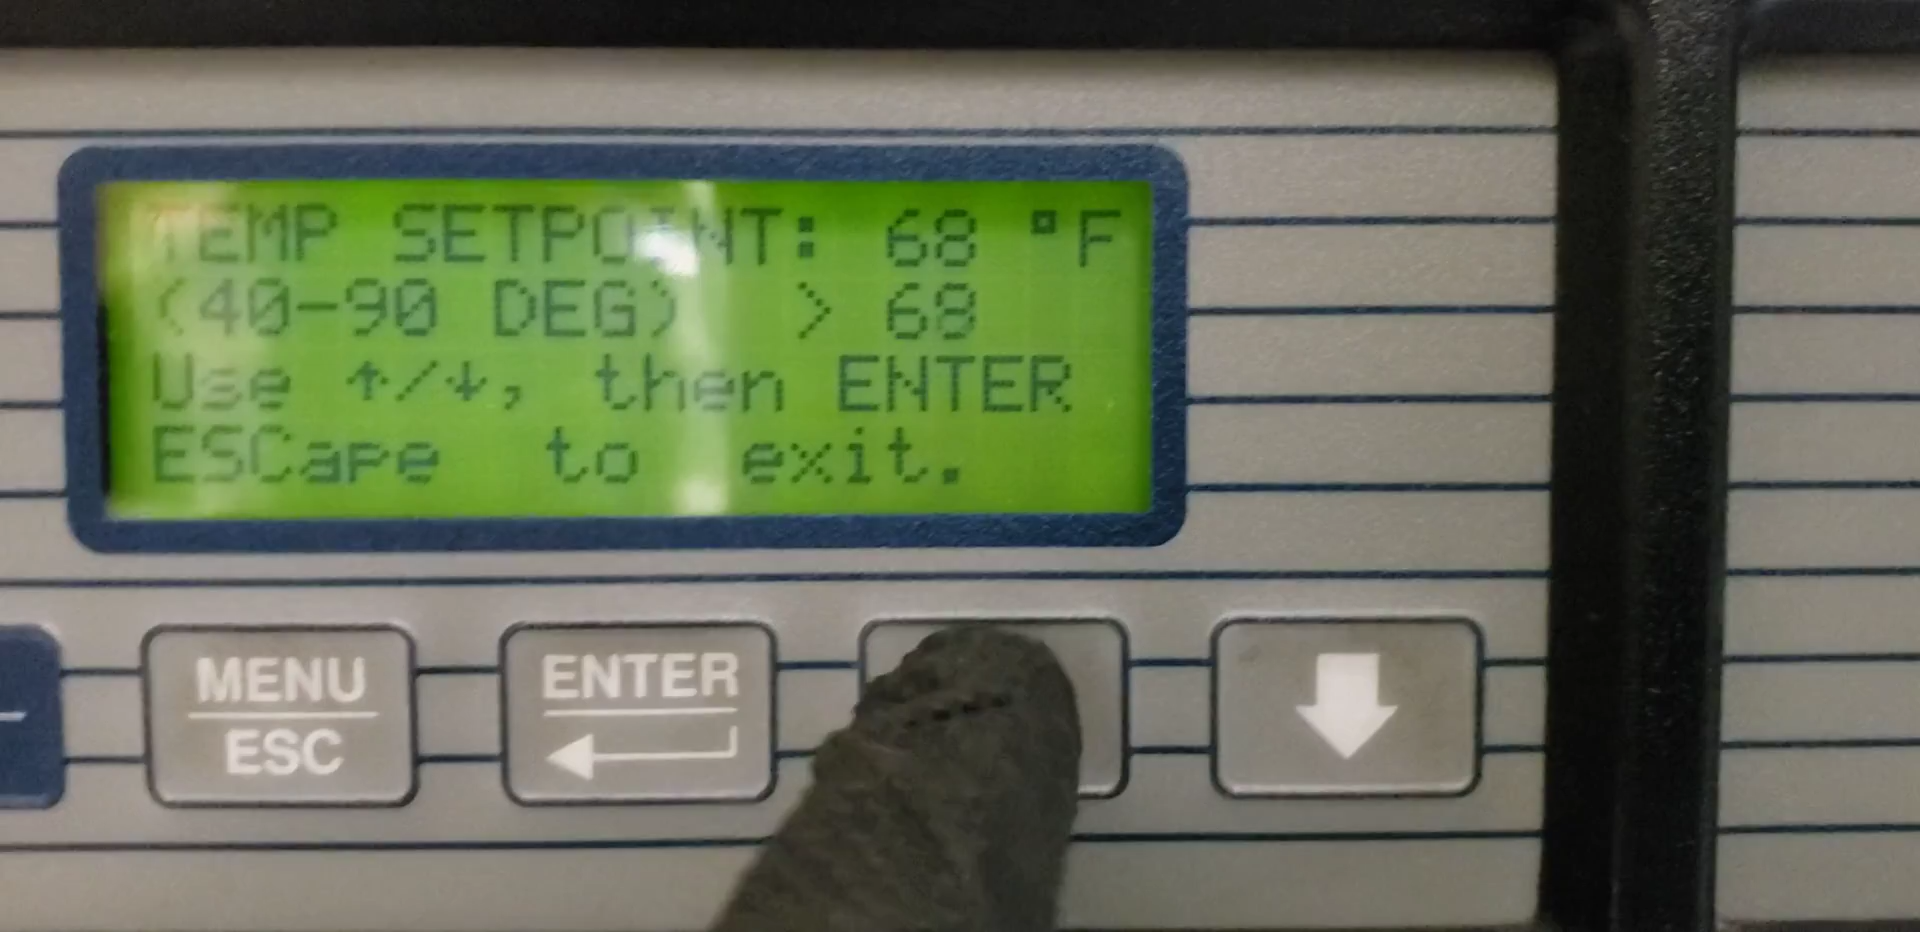 TEMP SETPOINT: 68 °F
(40-90 DEG) > 68
Use ↑/↓, then ENTER
ESCape to exit.
MENU
ESC
ENTER